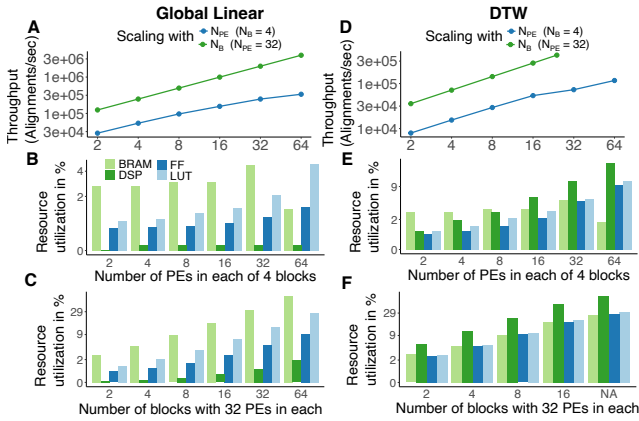 Global Linear
DTW
A
Scaling with
N_PE (N_B = 4)
N_B (N_PE = 32)
Throughput
(Alignments/sec)
3e+06
1e+06
3e+05
1e+05
3e+04
2 4 8 16 32 64
D
Scaling with
N_PE (N_B = 4)
N_B (N_PE = 32)
Throughput
(Alignments/sec)
3e+05
1e+05
3e+04
1e+04
2 4 8 16 32 64
B
BRAM
DSP
FF
LUT
Resource
utilization in %
4
2
0
2 4 8 16 32 64
Number of PEs in each of 4 blocks
E
Resource
utilization in %
9
2
0
2 4 8 16 32 64
Number of PEs in each of 4 blocks
C
Resource
utilization in %
29
9
2
0
2 4 8 16 32 64
Number of blocks with 32 PEs in each
F
Resource
utilization in %
29
9
2
0
2 4 8 16 NA
Number of blocks with 32 PEs in each